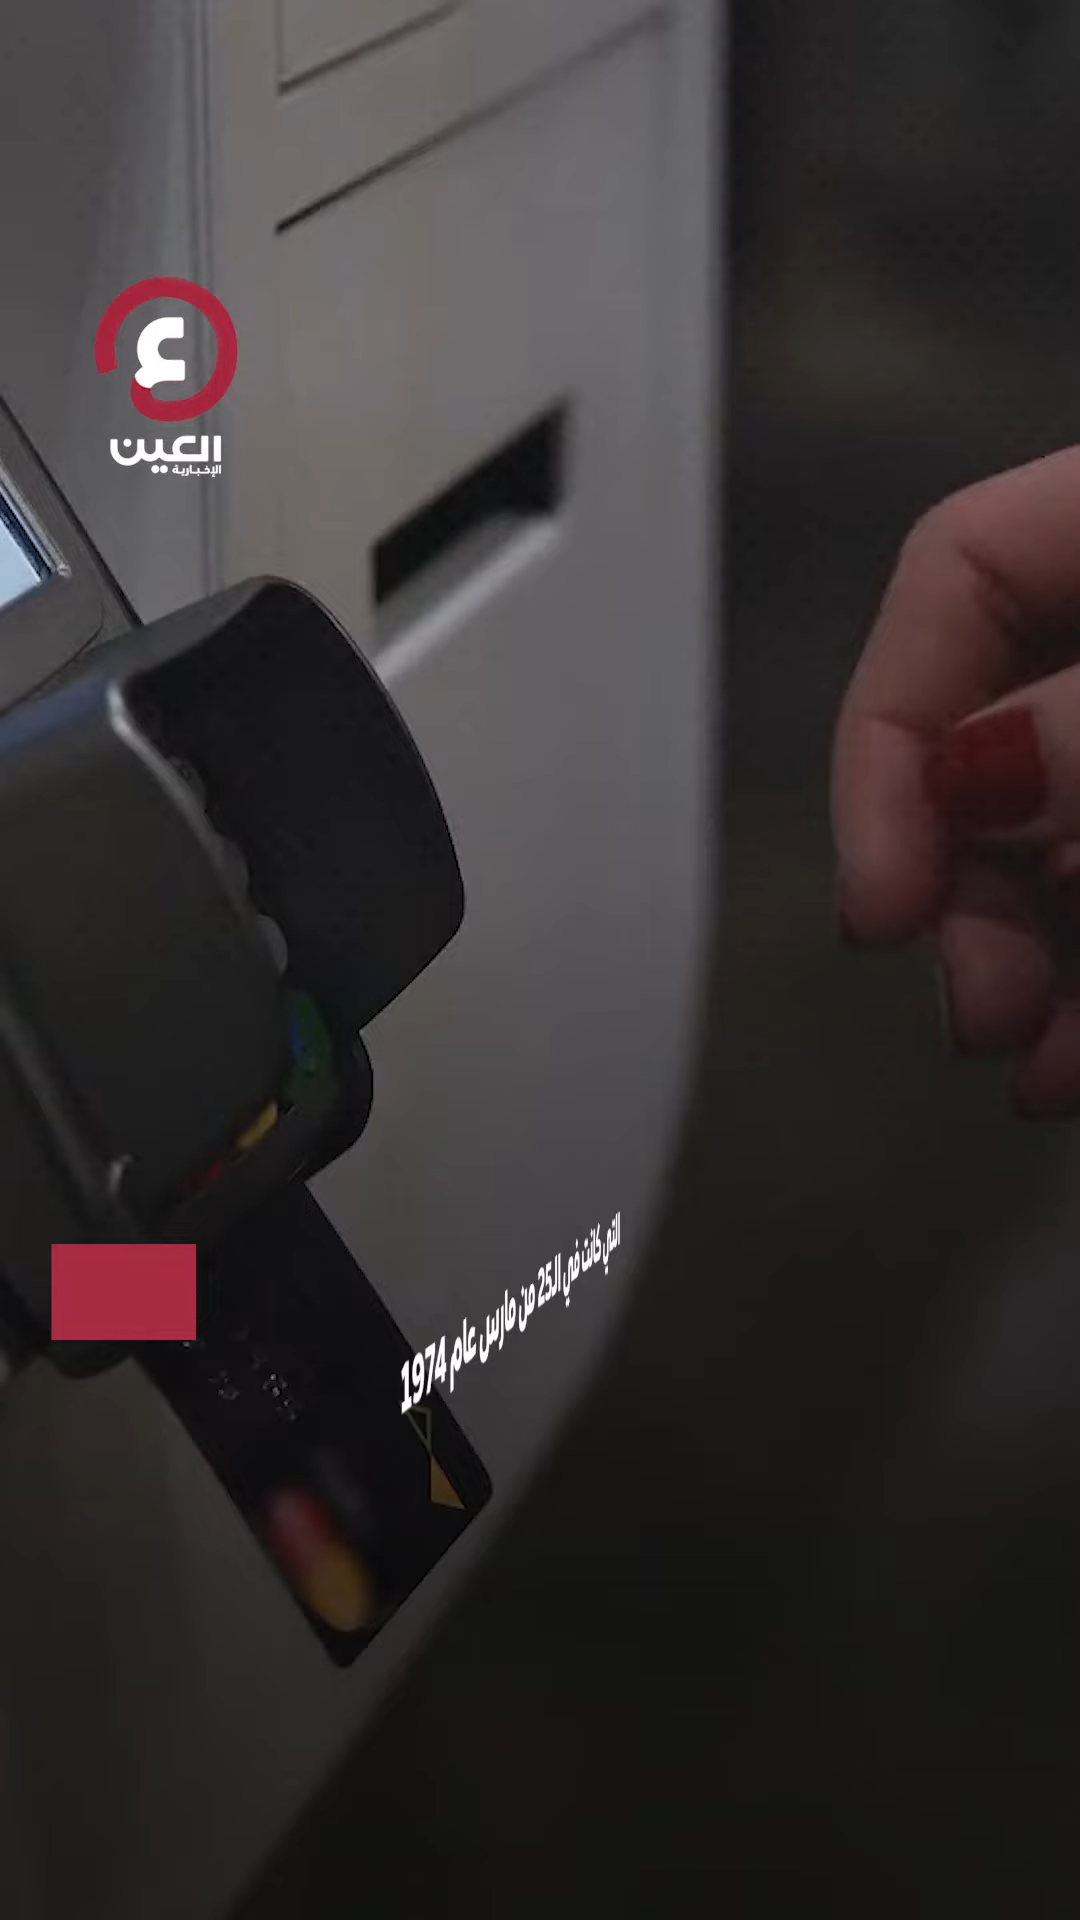 ع
العين
الإخبارية
التي كانت في الـ25 من مارس عام 1974